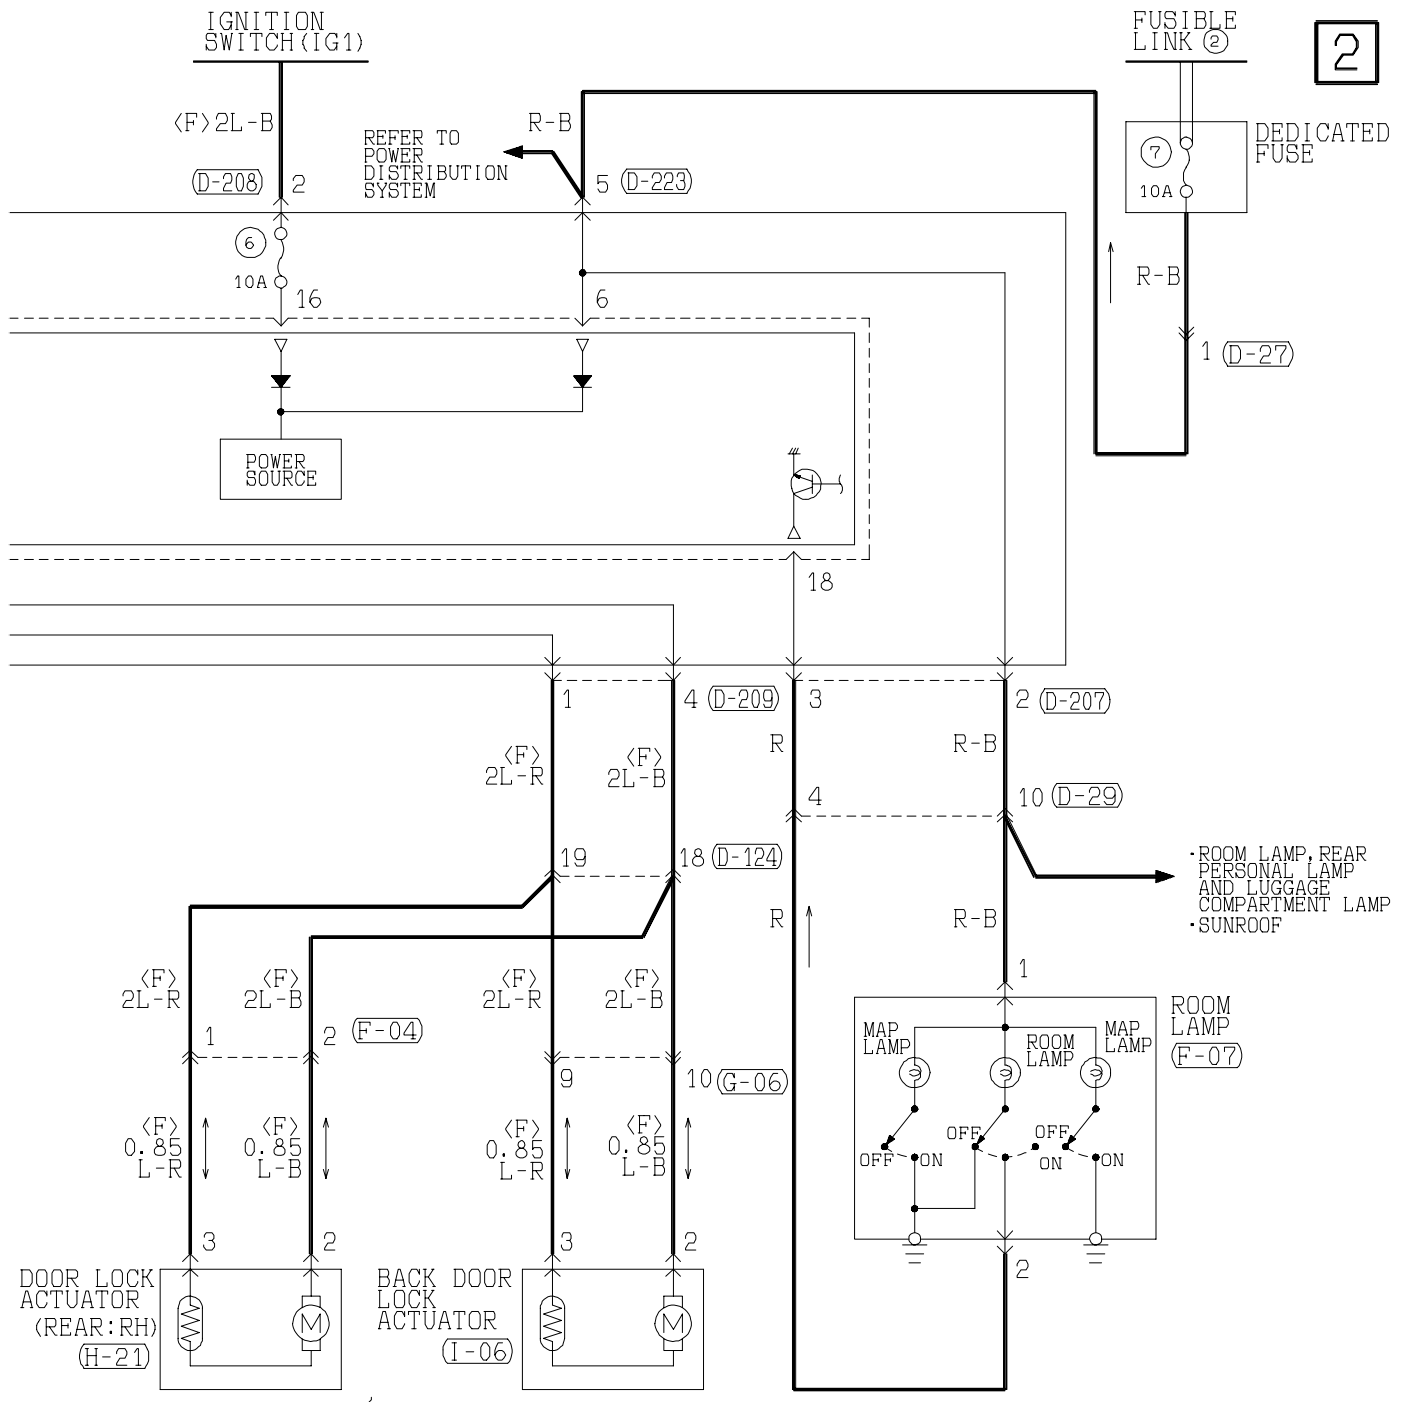 IGNITION
SWITCH(IG1)
FUSIBLE
LINK ②
2
<F>2L-B
R-B
REFER TO
POWER
DISTRIBUTION
SYSTEM
DEDICATED
FUSE
7
10A
D-208
2
5
D-223
6
10A
16
6
R-B
1
D-27
POWER
SOURCE
18
1
4
D-209
3
2
D-207
<F>
2L-R
<F>
2L-B
R
R-B
4
10
D-29
19
18
D-124
·ROOM LAMP,REAR
PERSONAL LAMP
AND LUGGAGE
COMPARTMENT LAMP
·SUNROOF
R
R-B
<F>
2L-R
<F>
2L-B
<F>
2L-R
<F>
2L-B
1
1
2
F-04
ROOM
LAMP
F-07
MAP
LAMP
ROOM
LAMP
MAP
LAMP
9
10
G-06
<F>
0.85
L-R
<F>
0.85
L-B
<F>
0.85
L-R
<F>
0.85
L-B
OFF
ON
OFF
ON
OFF
ON
3
2
3
2
2
DOOR LOCK
ACTUATOR
(REAR:RH)
H-21
M
BACK DOOR
LOCK
ACTUATOR
I-06
M